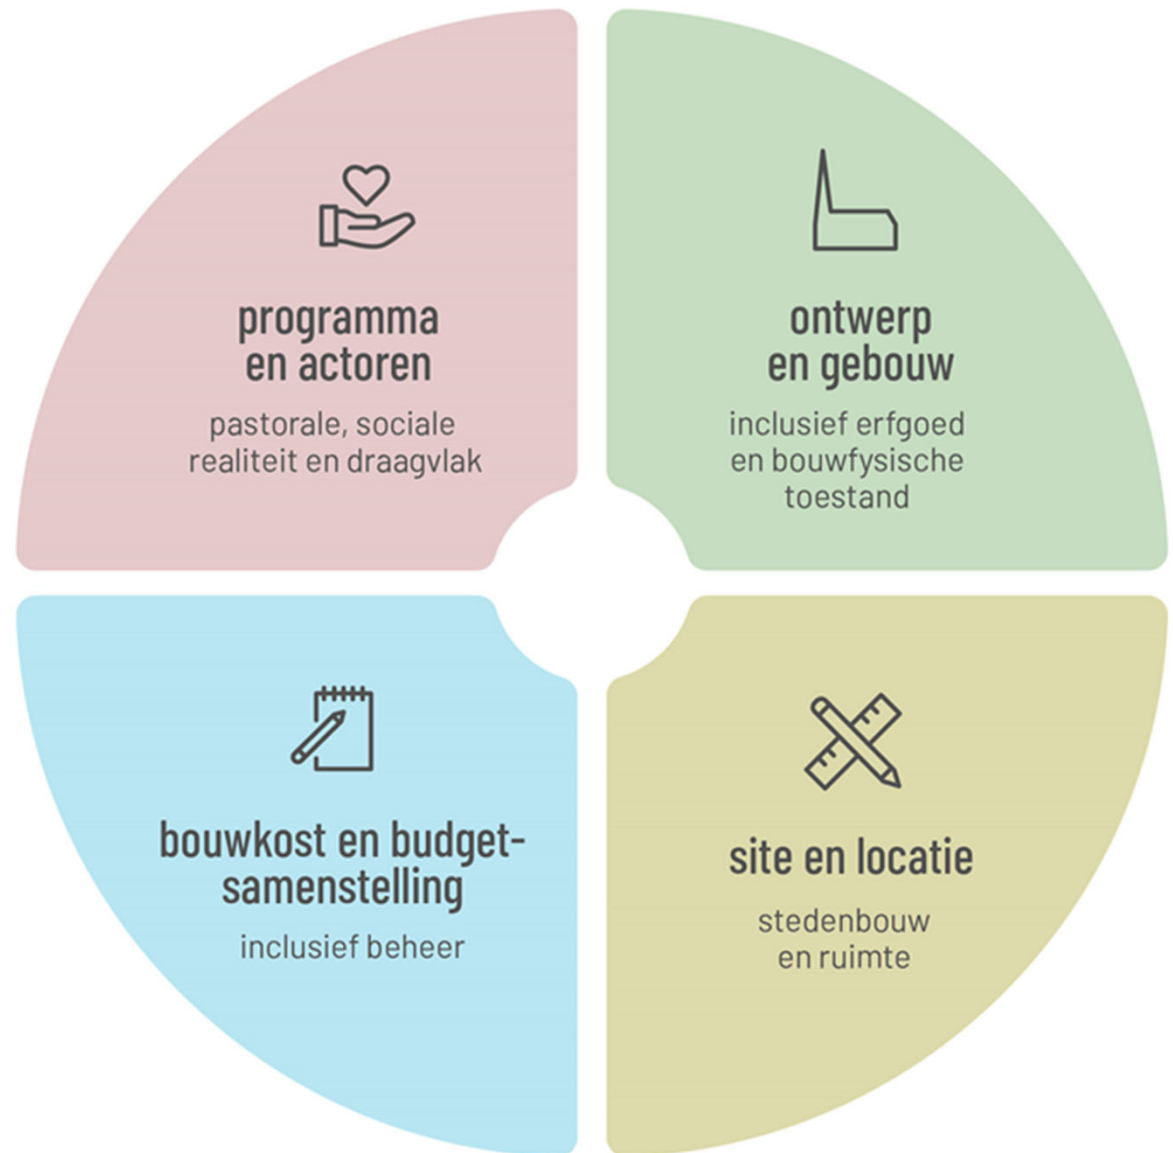 programma
en actoren
pastorale, sociale
realiteit en draagvlak
ontwerp
en gebouw
inclusief erfgoed
en bouwfysische
toestand
bouwkost en budget-
samenstelling
inclusief beheer
site en locatie
stedenbouw
en ruimte